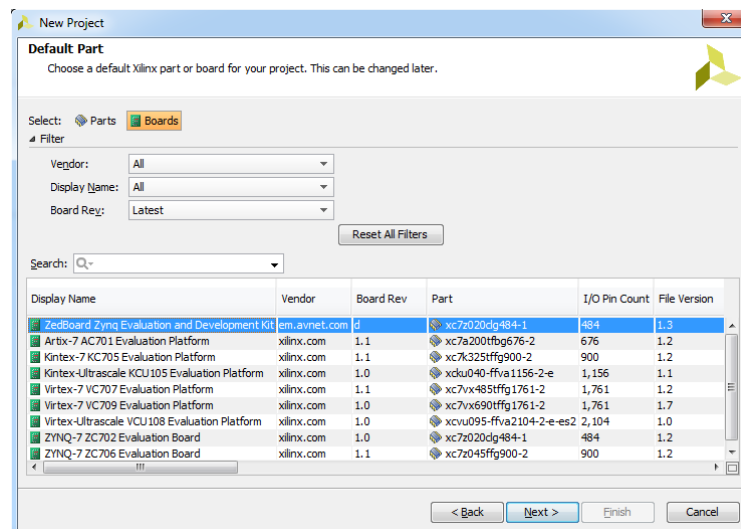 New Project
Default Part
Choose a default Xilinx part or board for your project. This can be changed later.
Select: Parts Boards
Filter
Vendor: All
Display Name: All
Board Rev: Latest
Reset All Filters
Search:
Display Name Vendor Board Rev Part I/O Pin Count File Version
ZedBoard Zynq Evaluation and Development Kit em.avnet.com d xc7z020clg484-1 484 1.3
Artix-7 AC701 Evaluation Platform xilinx.com 1.1 xc7a200tfbg676-2 676 1.2
Kintex-7 KC705 Evaluation Platform xilinx.com 1.1 xc7k325tffg900-2 900 1.2
Kintex-Ultrascale KCU105 Evaluation Platform xilinx.com 1.0 xcku040-ffva1156-2-e 1,156 1.1
Virtex-7 VC707 Evaluation Platform xilinx.com 1.1 xc7vx485tffg1761-2 1,761 1.2
Virtex-7 VC709 Evaluation Platform xilinx.com 1.0 xc7vx690tffg1761-2 1,761 1.7
Virtex-Ultrascale VCU108 Evaluation Platform xilinx.com 1.0 xcvu095-ffva2104-2-e-es2 2,104 1.0
ZYNQ-7 ZC702 Evaluation Board xilinx.com 1.0 xc7z020clg484-1 484 1.2
ZYNQ-7 ZC706 Evaluation Board xilinx.com 1.1 xc7z045ffg900-2 900 1.2
< Back Next > Finish Cancel